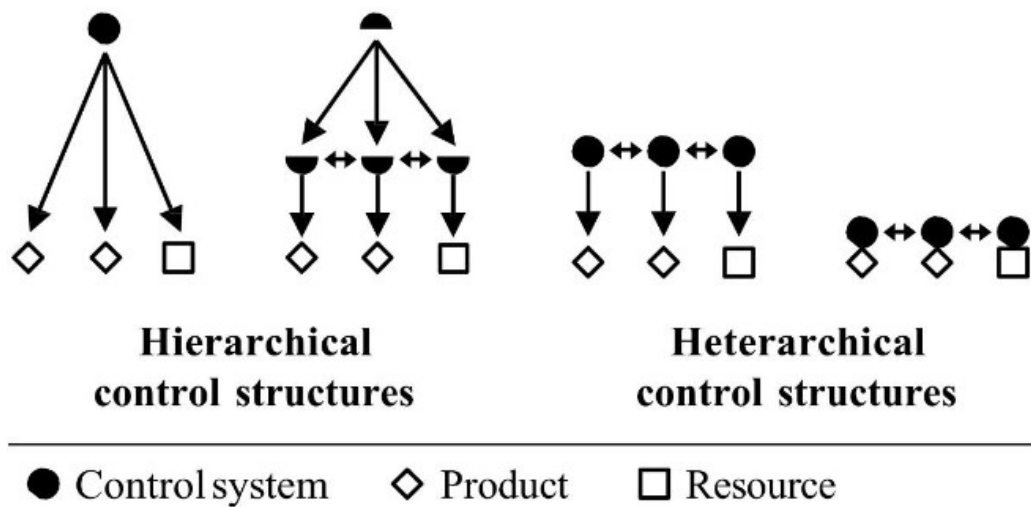 Hierarchical
control structures
Heterarchical
control structures
Control system
Product
Resource